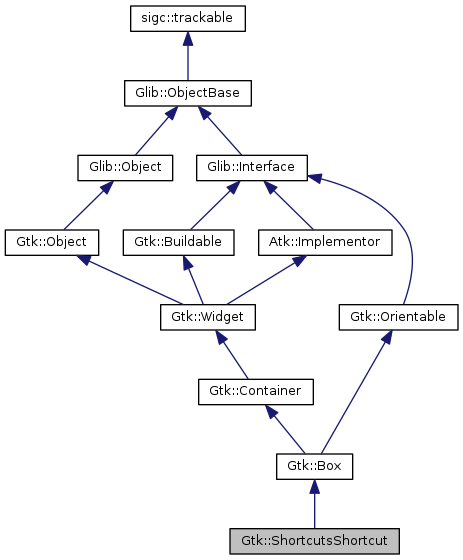 sigc::trackable
Glib::ObjectBase
Glib::Object
Glib::Interface
Gtk::Object
Gtk::Buildable
Atk::Implementor
Gtk::Widget
Gtk::Orientable
Gtk::Container
Gtk::Box
Gtk::ShortcutsShortcut